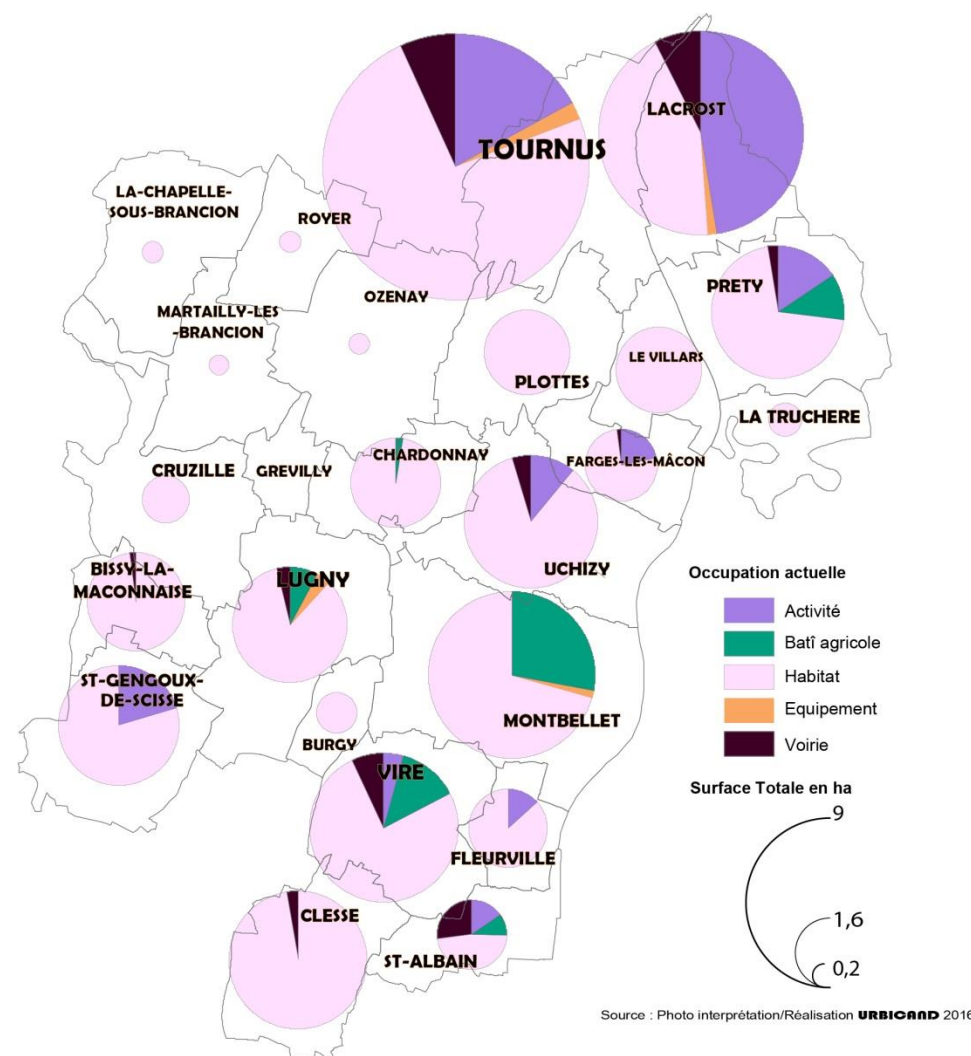 TOURNUS
LACROST
LA-CHAPELLE-
SOUS-BRANCION
ROYER
OZENAY
MARTAILLY-LES
-BRANCION
PRETY
PLOTTES
LE VILLARS
LA TRUCHERE
CRUZILLE
GREVILLY
CHARDONNAY
FARGES-LES-MÂCON
UCHIZY
BISSY-LA-
MACONNAISE
LUGNY
ST-GENGOUX-
DE-SCISSE
MONTBELLET
BURGY
VIRE
FLEURVILLE
CLESSE
ST-ALBAIN
Occupation actuelle
Activité
Batî agricole
Habitat
Equipement
Voirie
Surface Totale en ha
9
1,6
0,2
Source : Photo interprétation/Réalisation URBICAND 2016